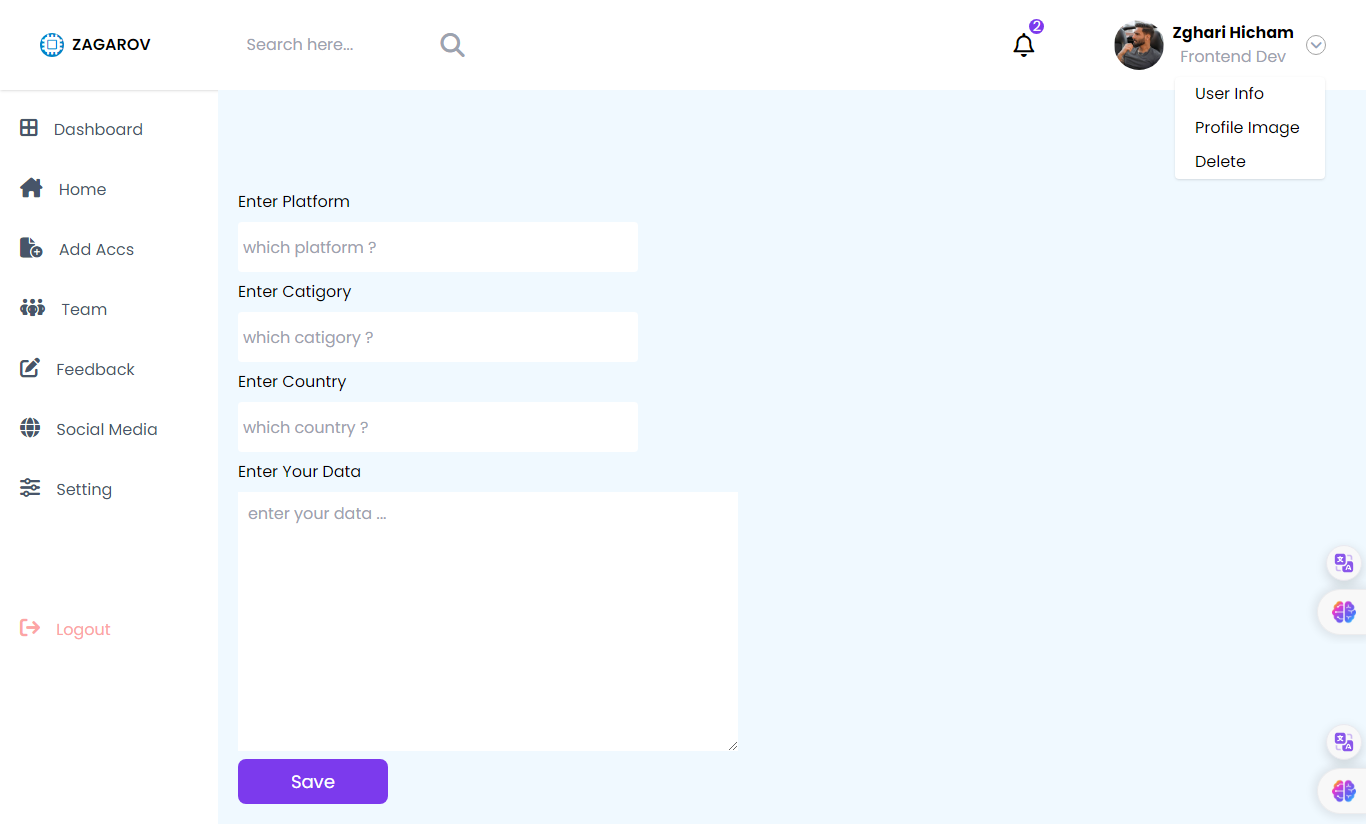 ZAGAROV
Search here...
2
Zghari Hicham
Frontend Dev
User Info
Profile Image
Delete
Dashboard
Home
Add Accs
Team
Feedback
Social Media
Setting
Logout
Enter Platform
which platform ?
Enter Catigory
which catigory ?
Enter Country
which country ?
Enter Your Data
enter your data ...
Save